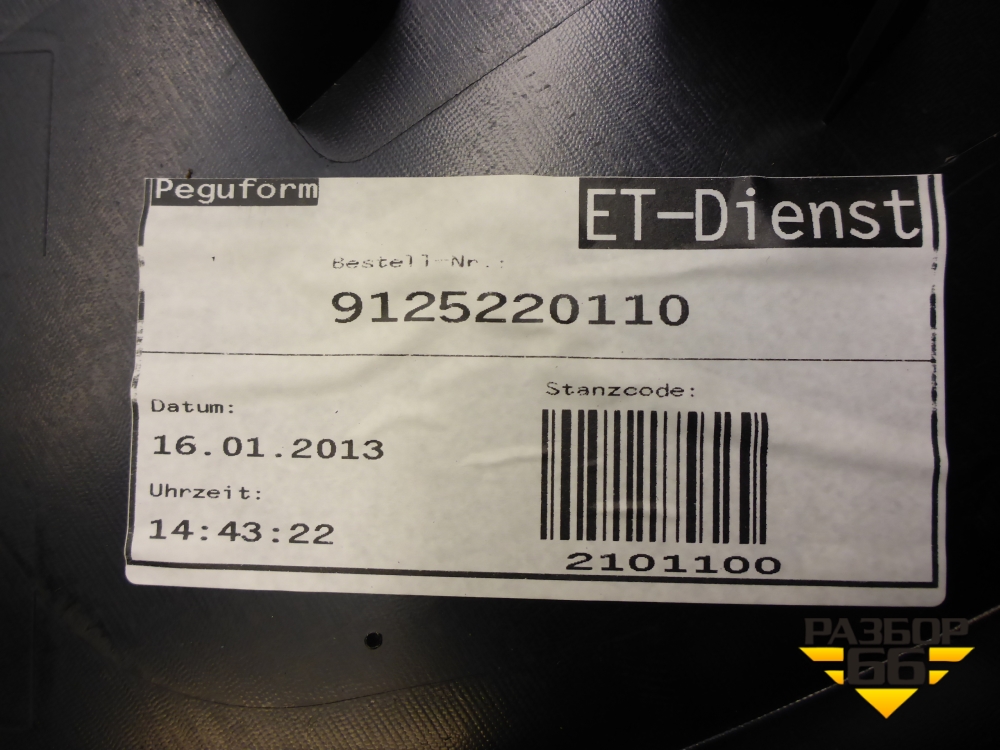 Peguform
ET-Dienst
Bestell-Nr.:
9125220110
Datum:
16.01.2013
Uhrzeit:
14:43:22
Stanzcode:
2101100
РАЗБОР
66